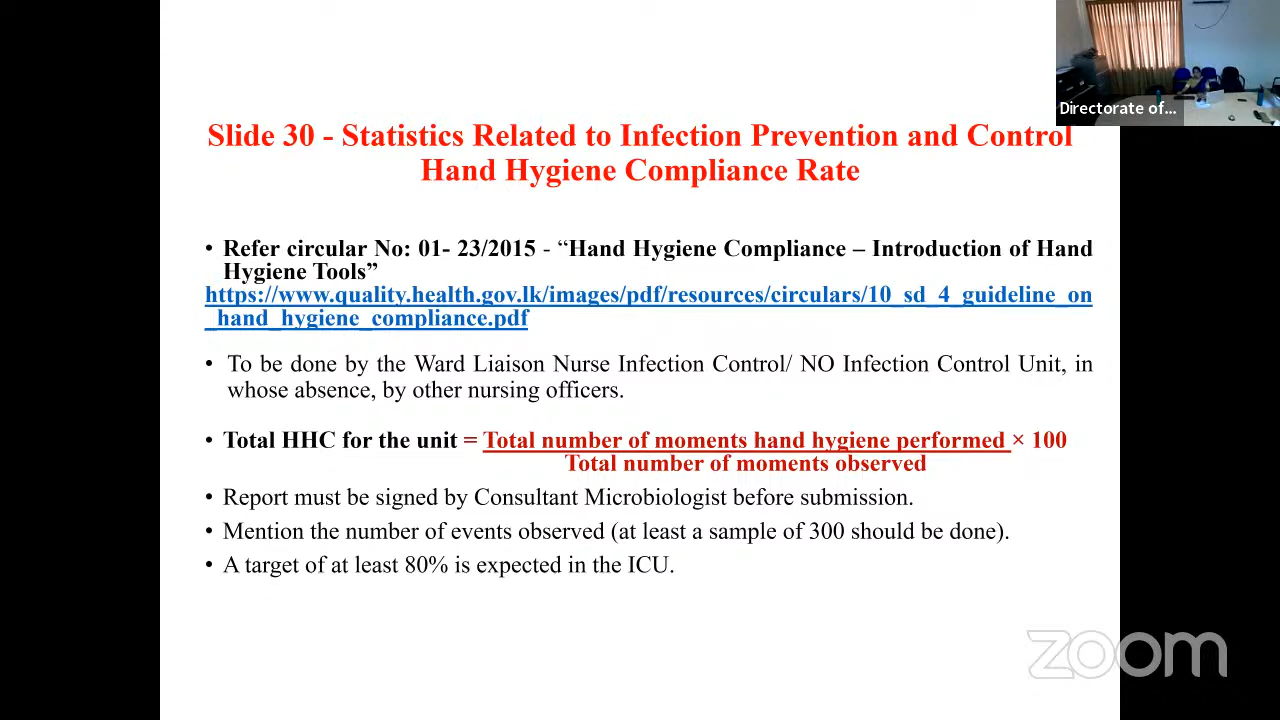 Directorate of...
Slide 30 - Statistics Related to Infection Prevention and Control
Hand Hygiene Compliance Rate
• Refer circular No: 01- 23/2015 - “Hand Hygiene Compliance – Introduction of Hand
Hygiene Tools”
https://www.quality.health.gov.lk/images/pdf/resources/circulars/10_sd_4_guideline_on
_hand_hygiene_compliance.pdf
• To be done by the Ward Liaison Nurse Infection Control/ NO Infection Control Unit, in
whose absence, by other nursing officers.
• Total HHC for the unit = Total number of moments hand hygiene performed × 100
Total number of moments observed
• Report must be signed by Consultant Microbiologist before submission.
• Mention the number of events observed (at least a sample of 300 should be done).
• A target of at least 80% is expected in the ICU.
zoom